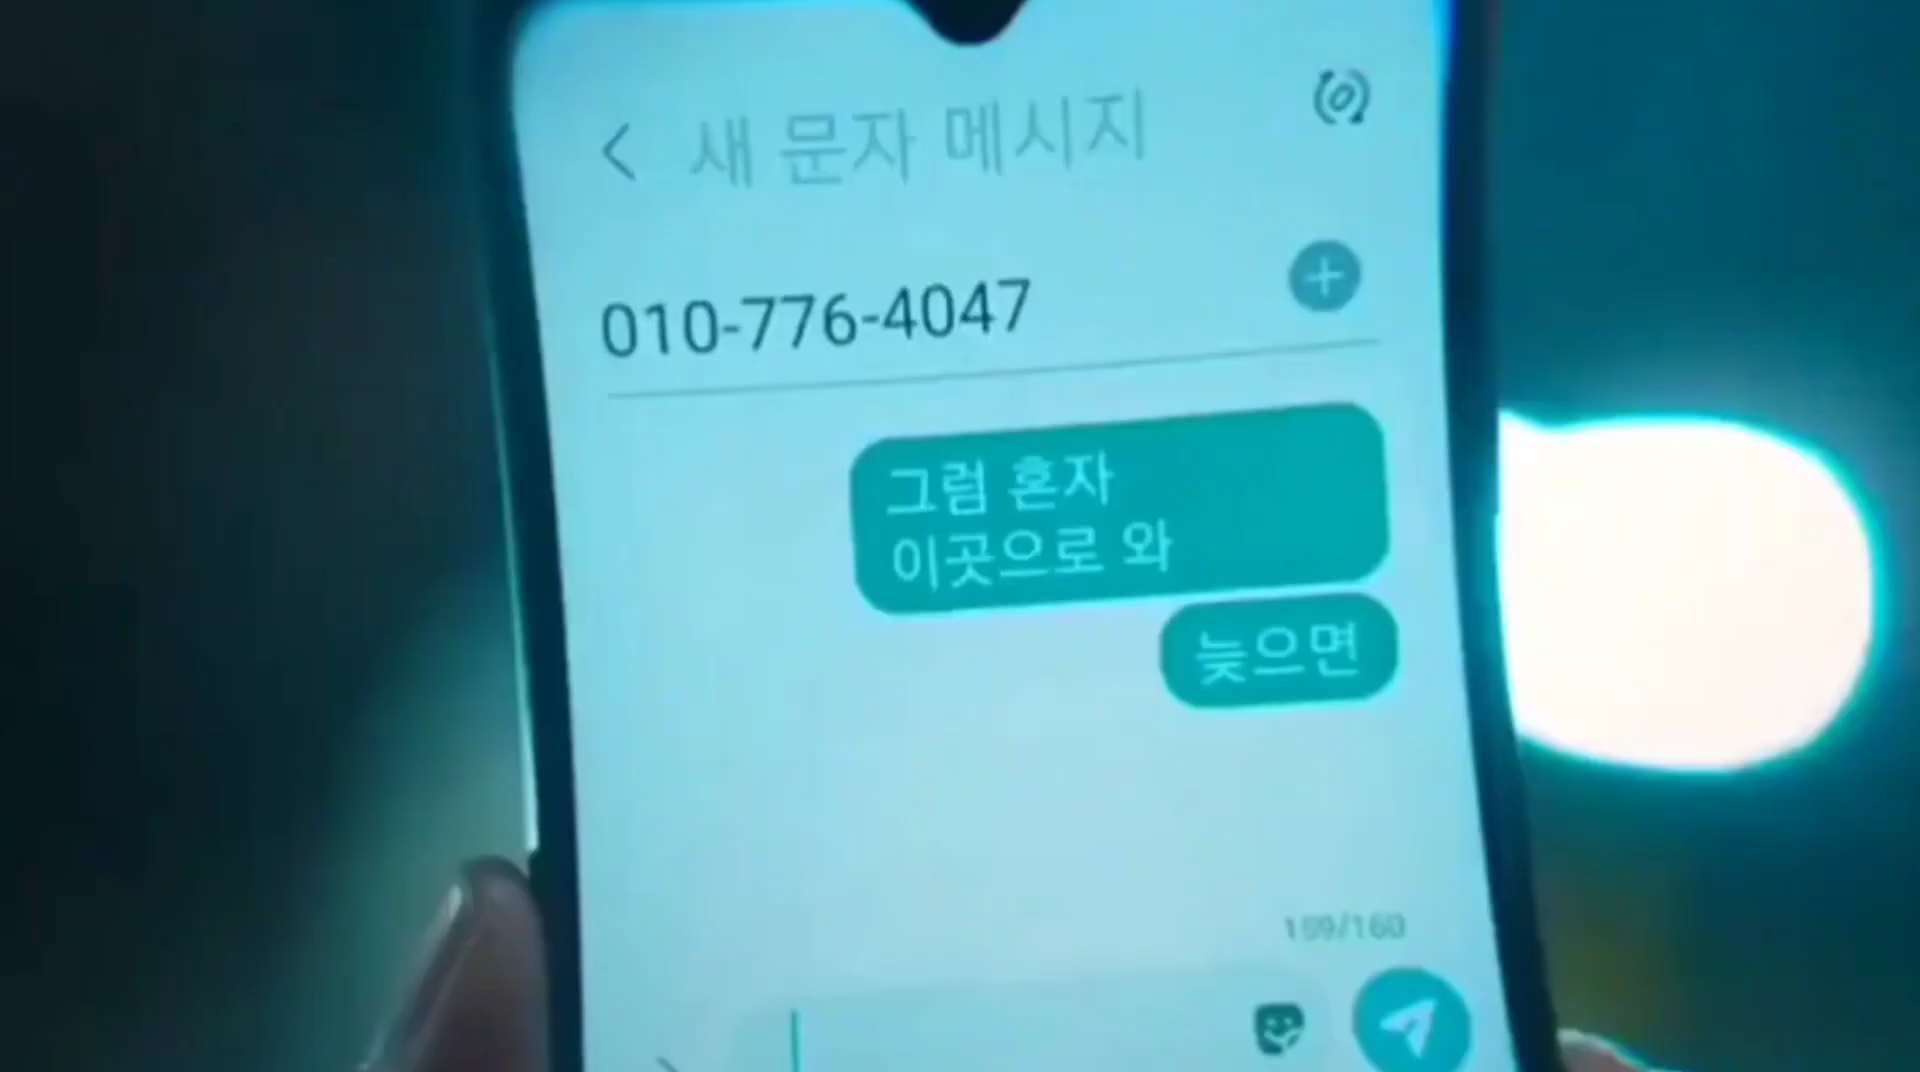 새 문자 메시지
010-776-4047
그럼 혼자
이곳으로 와
늦으면
159/160